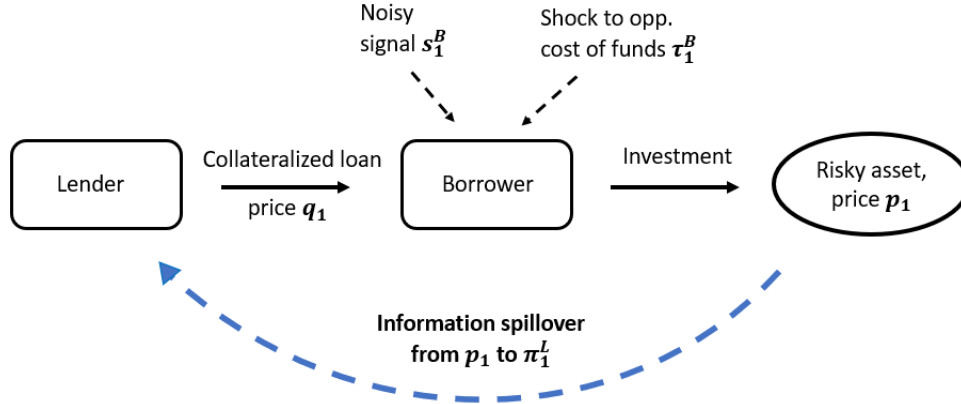 Noisy
signal s₁ᴮ
Shock to opp.
cost of funds τ₁ᴮ
Lender
Collateralized loan
price q₁
Borrower
Investment
Risky asset,
price p₁
Information spillover
from p₁ to π₁ᴸ